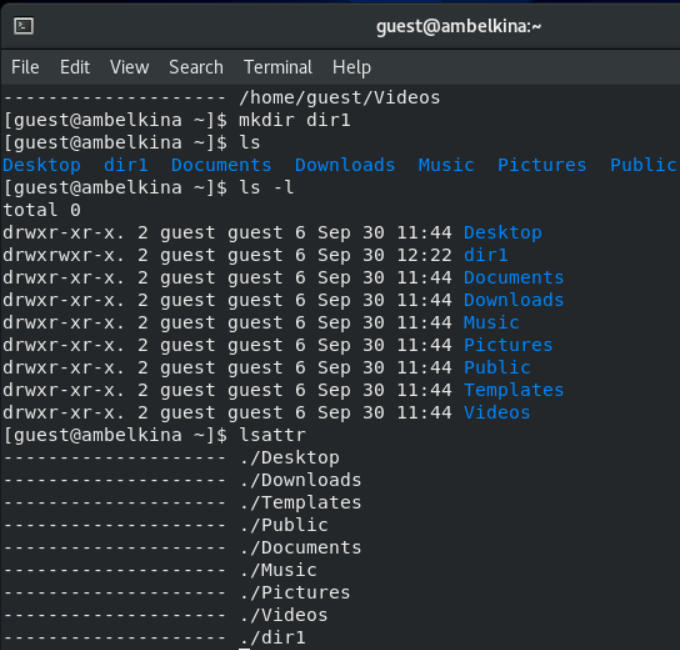 guest@ambelkina:~
File Edit View Search Terminal Help
-------------------- /home/guest/Videos
[guest@ambelkina ~]$ mkdir dir1
[guest@ambelkina ~]$ ls
Desktop dir1 Documents Downloads Music Pictures Public
[guest@ambelkina ~]$ ls -l
total 0
drwxr-xr-x. 2 guest guest 6 Sep 30 11:44 Desktop
drwxrwxr-x. 2 guest guest 6 Sep 30 12:22 dir1
drwxr-xr-x. 2 guest guest 6 Sep 30 11:44 Documents
drwxr-xr-x. 2 guest guest 6 Sep 30 11:44 Downloads
drwxr-xr-x. 2 guest guest 6 Sep 30 11:44 Music
drwxr-xr-x. 2 guest guest 6 Sep 30 11:44 Pictures
drwxr-xr-x. 2 guest guest 6 Sep 30 11:44 Public
drwxr-xr-x. 2 guest guest 6 Sep 30 11:44 Templates
drwxr-xr-x. 2 guest guest 6 Sep 30 11:44 Videos
[guest@ambelkina ~]$ lsattr
-------------------- ./Desktop
-------------------- ./Downloads
-------------------- ./Templates
-------------------- ./Public
-------------------- ./Documents
-------------------- ./Music
-------------------- ./Pictures
-------------------- ./Videos
-------------------- ./dir1